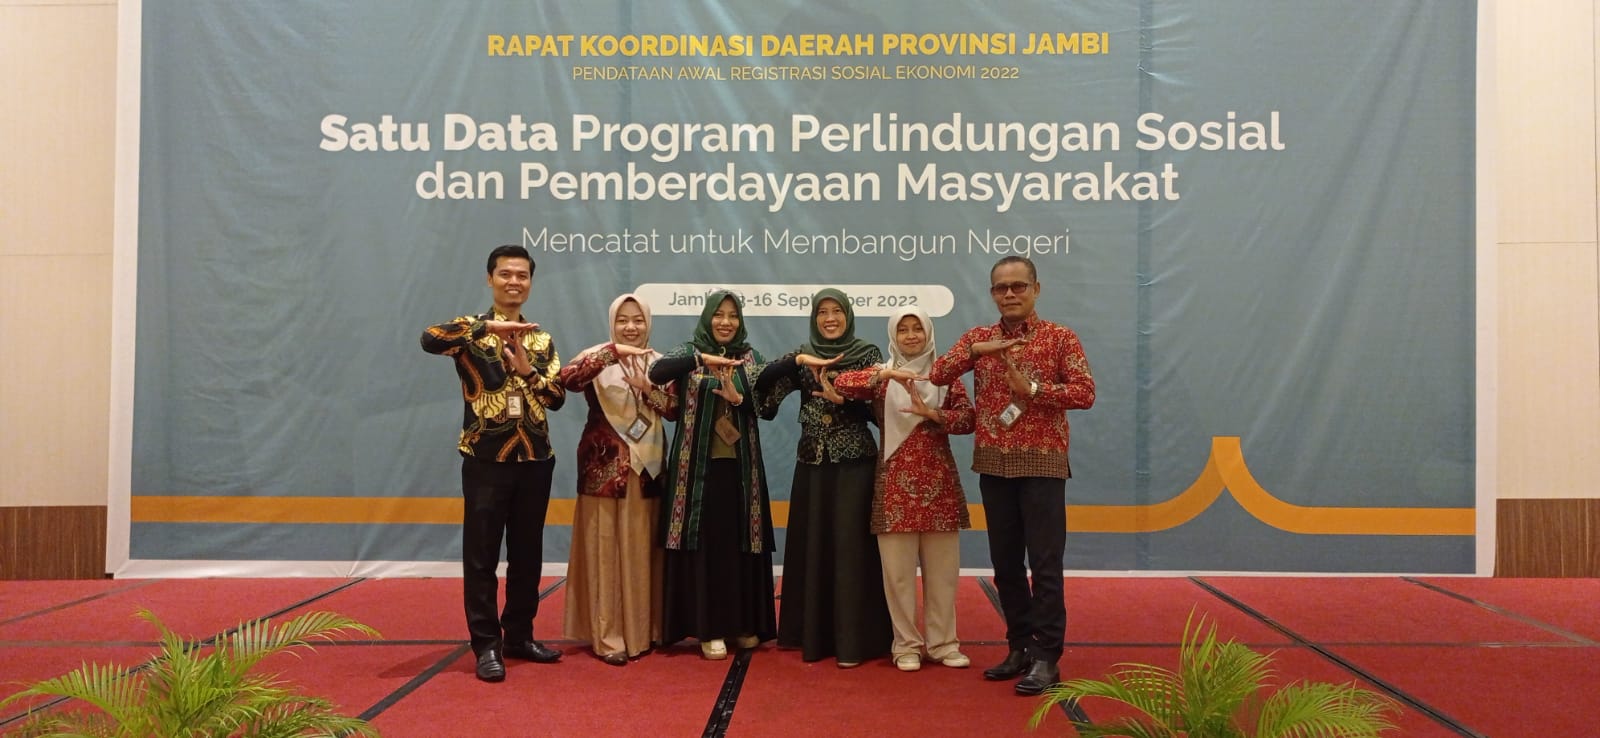 RAPAT KOORDINASI DAERAH PROVINSI JAMBI
PENDATAAN AWAL REGISTRASI SOSIAL EKONOMI 2022
Satu Data Program Perlindungan Sosial
dan Pemberdayaan Masyarakat
Mencatat untuk Membangun Negeri
2022